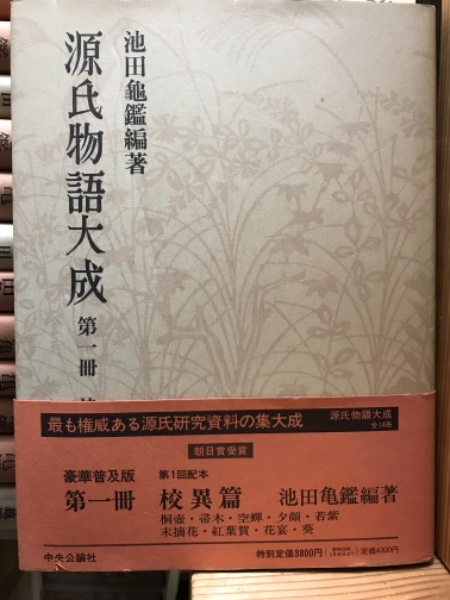 池田龜鑑編著
源氏物語大成
第一冊
最も権威ある源氏研究資料の集大成
源氏物語大成
全14冊
朝日賞受賞
豪華普及版
第1回配本
第一冊 校異篇 池田亀鑑編著
桐壺・帚木・空蟬・夕顔・若紫
末摘花・紅葉賀・花宴・葵
中央公論社
特別定価3800円
定価4300円